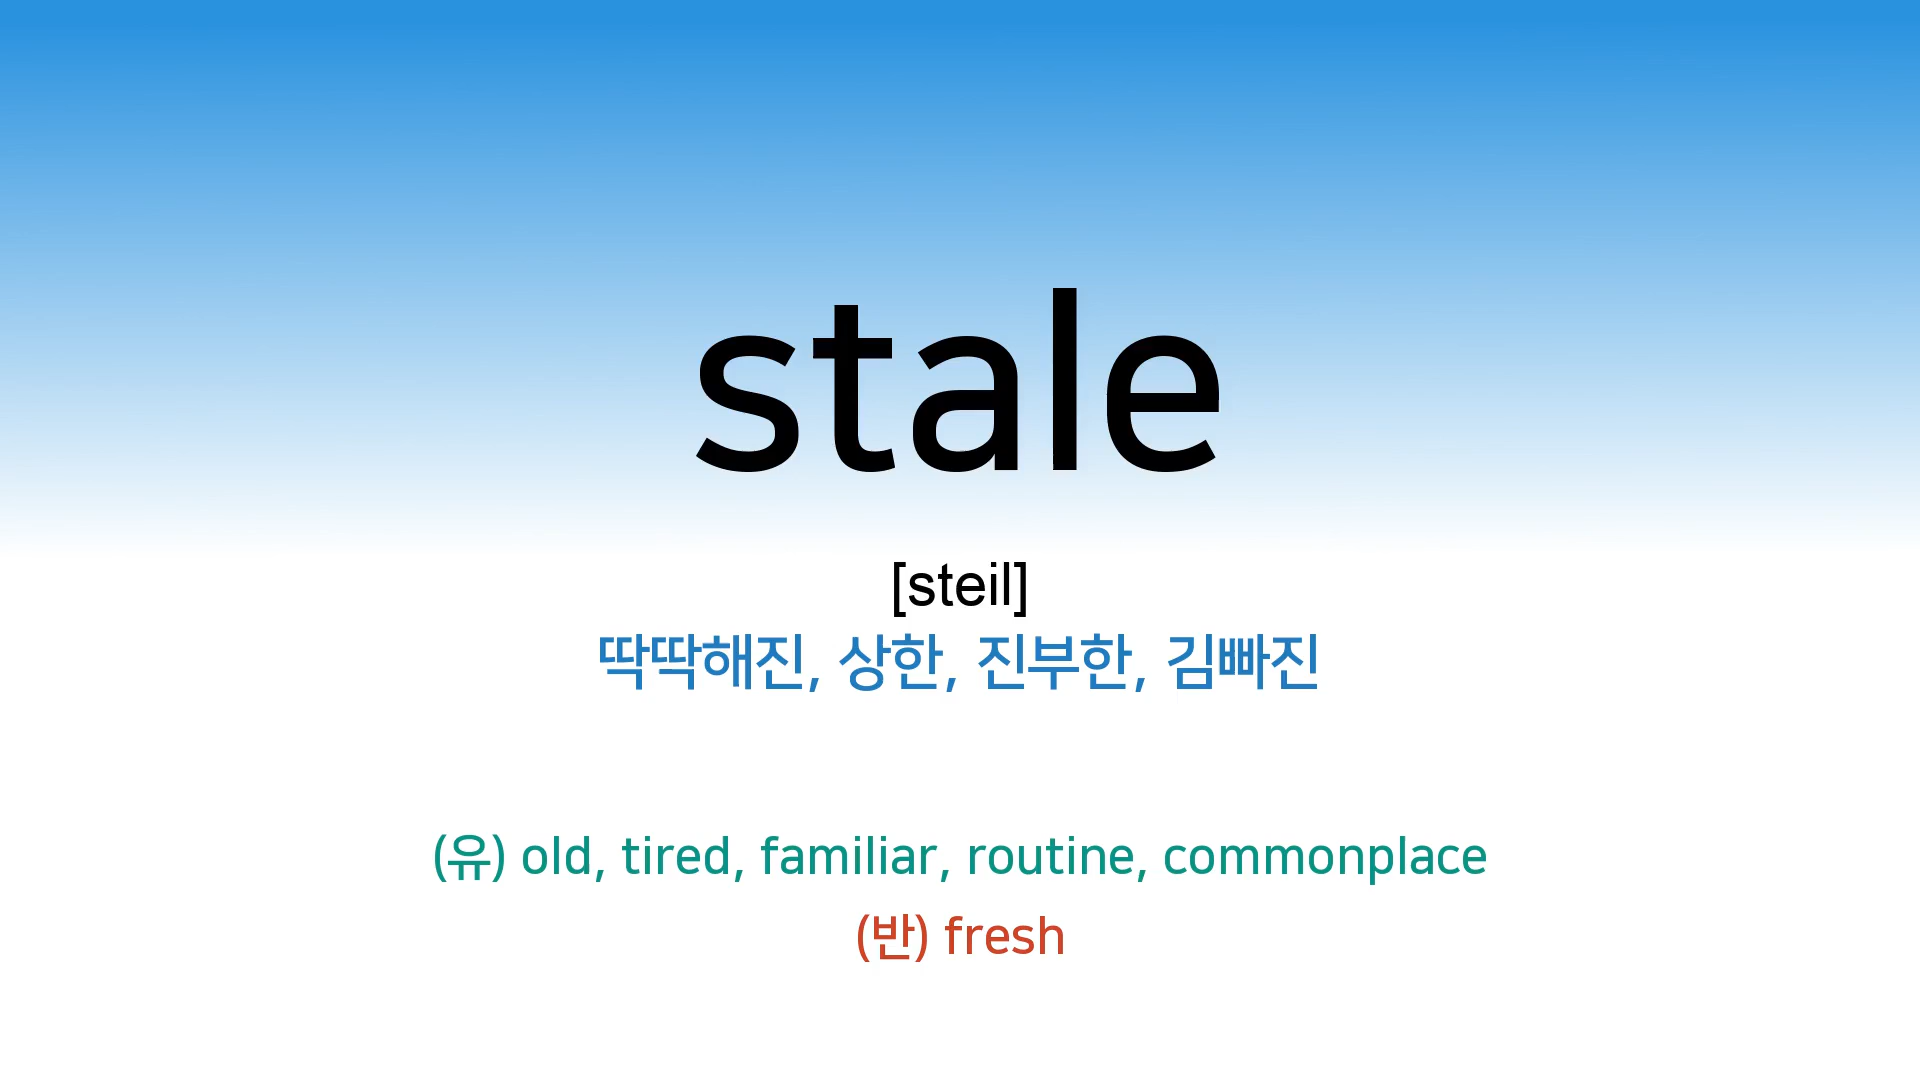 stale
[steil]
딱딱해진, 상한, 진부한, 김빠진
(유) old, tired, familiar, routine, commonplace
(반) fresh